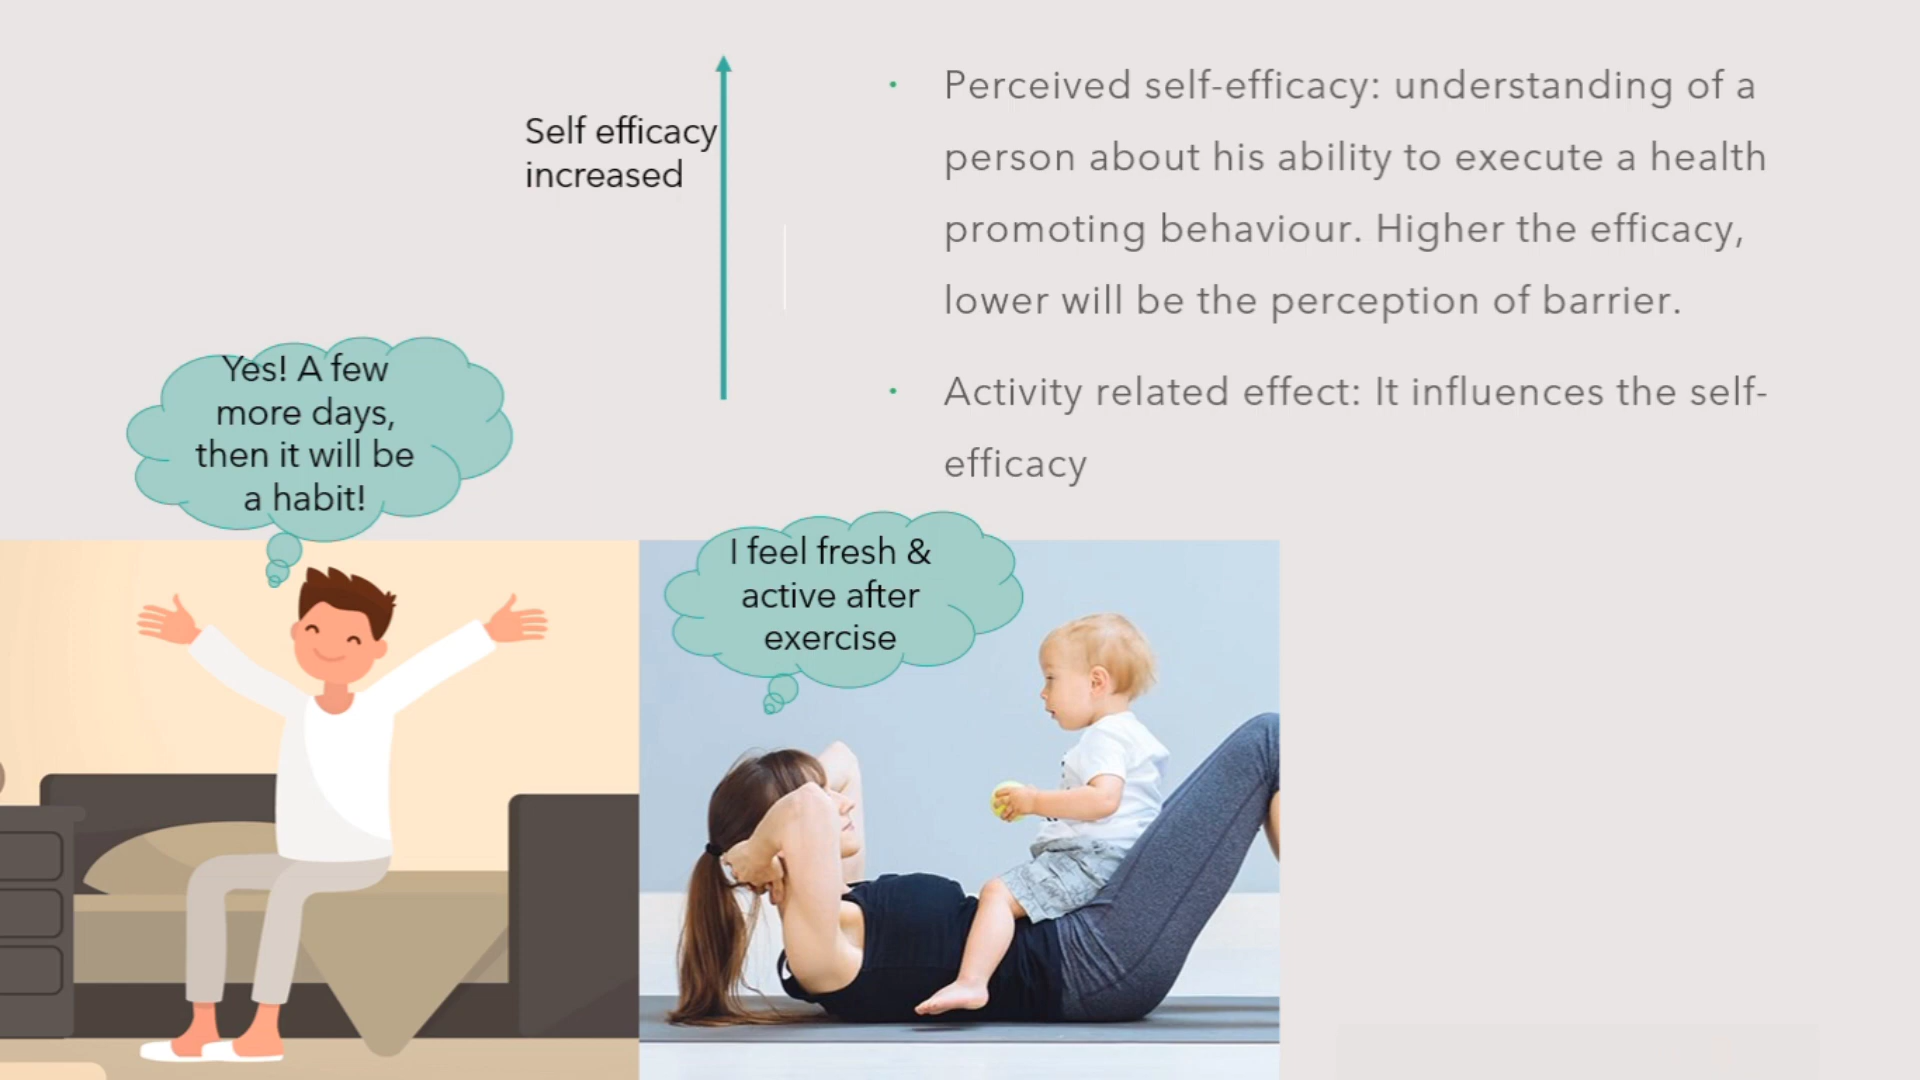 Self efficacy
increased
• Perceived self-efficacy: understanding of a
person about his ability to execute a health
promoting behaviour. Higher the efficacy,
lower will be the perception of barrier.
• Activity related effect: It influences the self-
efficacy
Yes! A few
more days,
then it will be
a habit!
I feel fresh &
active after
exercise